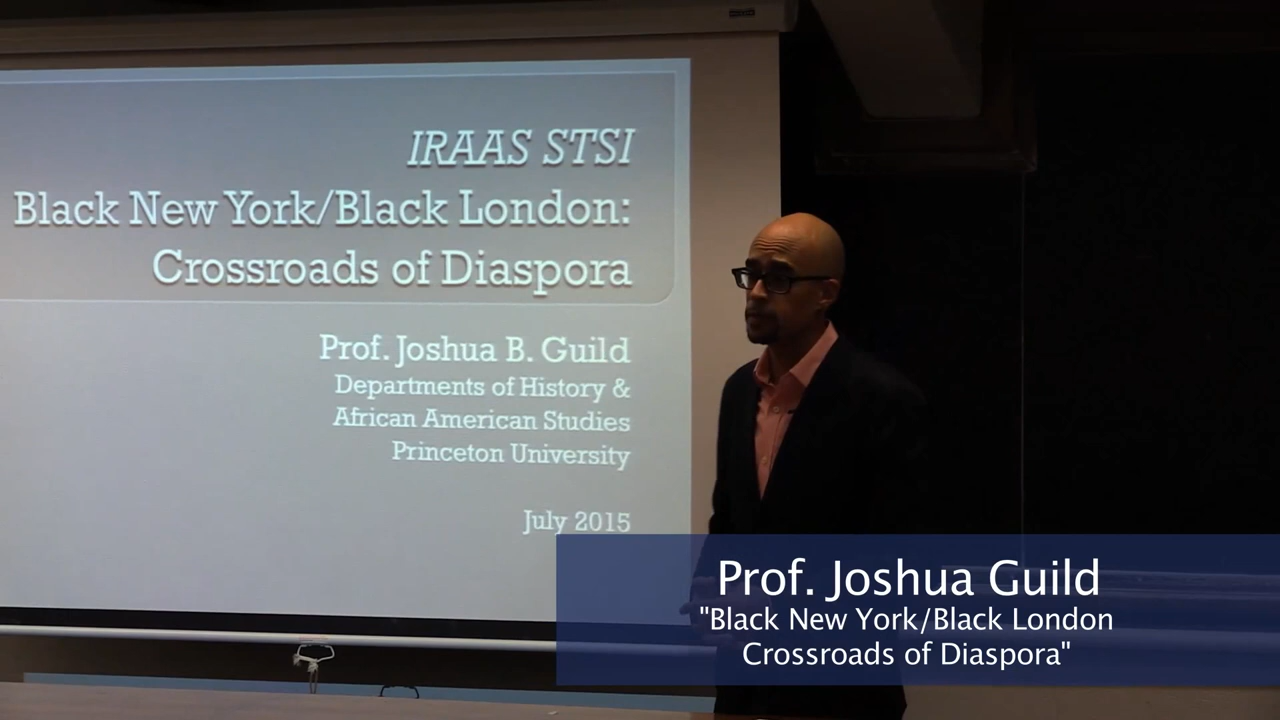 IRAAS STSI
Black New York/Black London:
Crossroads of Diaspora
Prof. Joshua B. Guild
Departments of History &
African American Studies
Princeton University
July 2015
Prof. Joshua Guild
"Black New York/Black London
Crossroads of Diaspora"